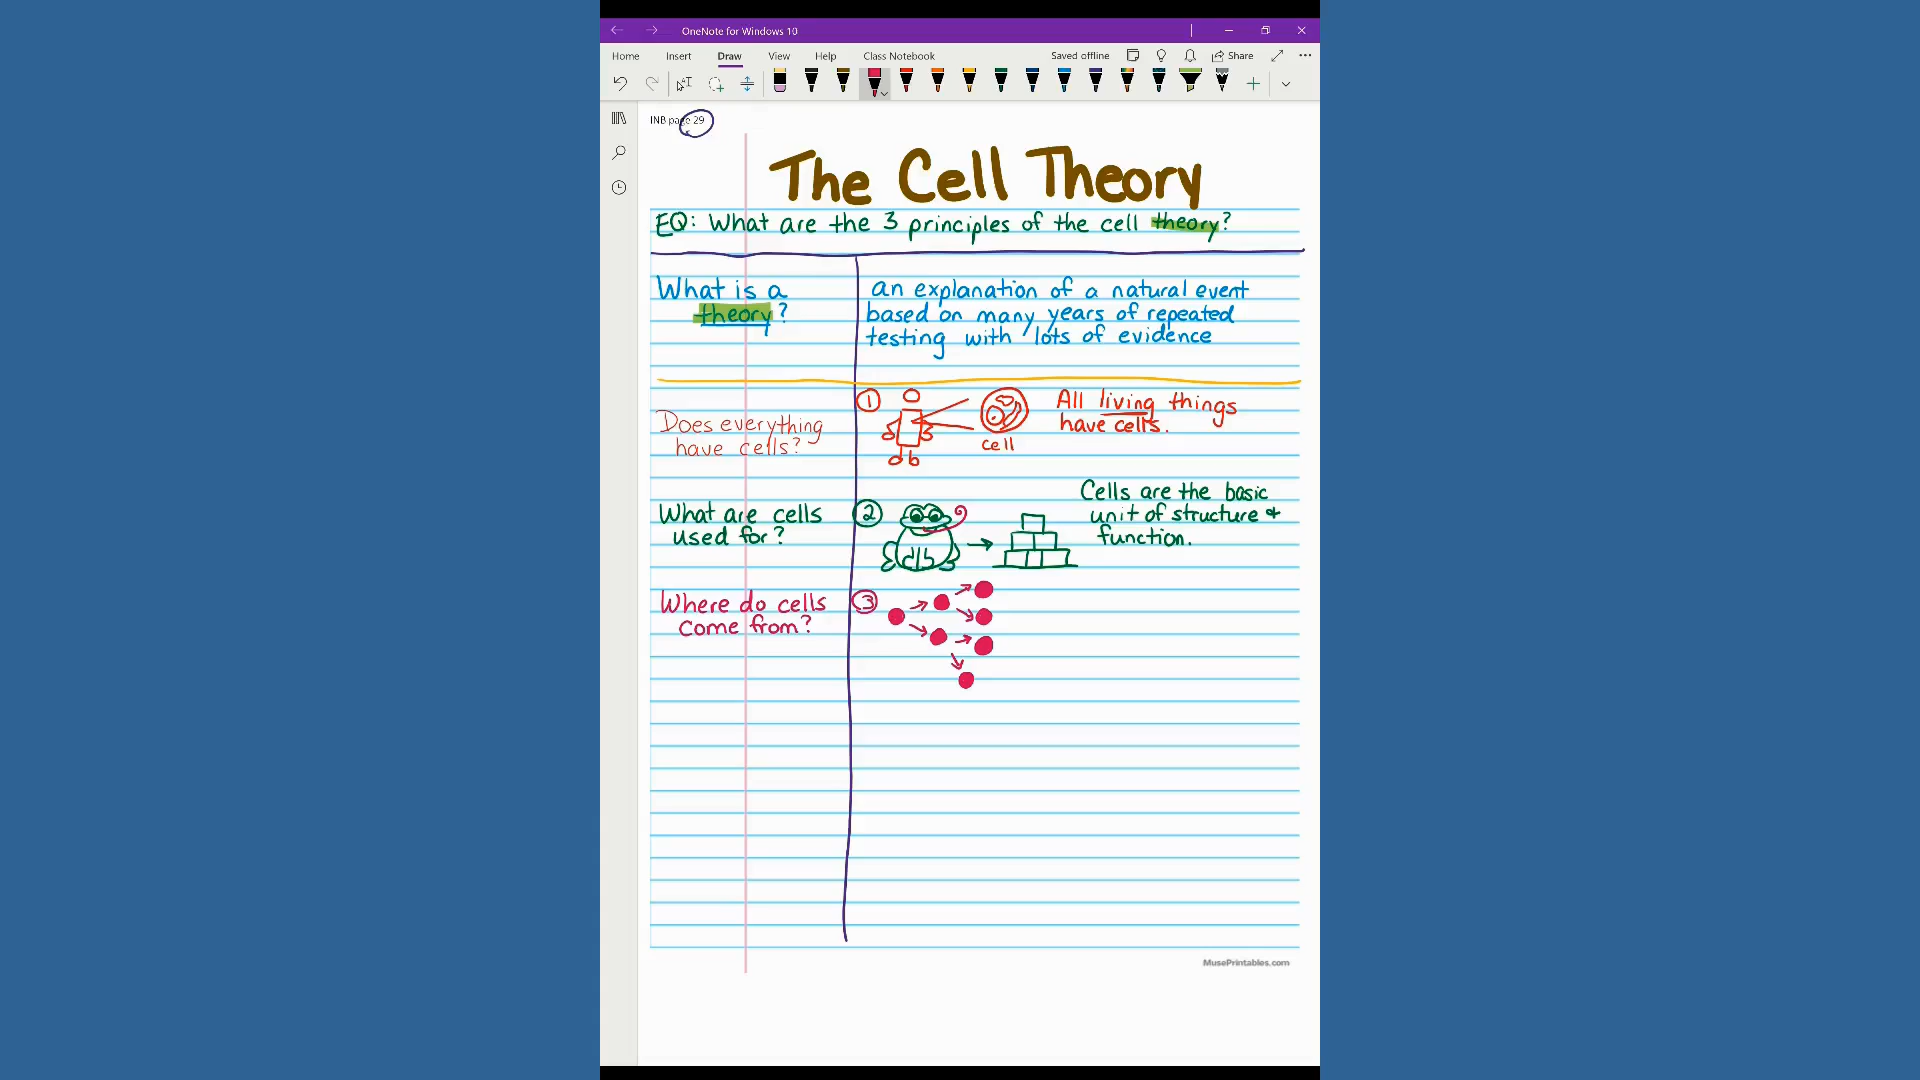 OneNote for Windows 10
Home Insert Draw View Help Class Notebook Saved offline Share
INB page 29
The Cell Theory
EQ: What are the 3 principles of the cell theory?
What is a
theory?
an explanation of a natural event
based on many years of repeated
testing with lots of evidence
Does everything
have cells?
1
cell
All living things
have cells.
What are cells
used for?
2
Cells are the basic
unit of structure +
function.
Where do cells
come from?
3
MusePrintables.com